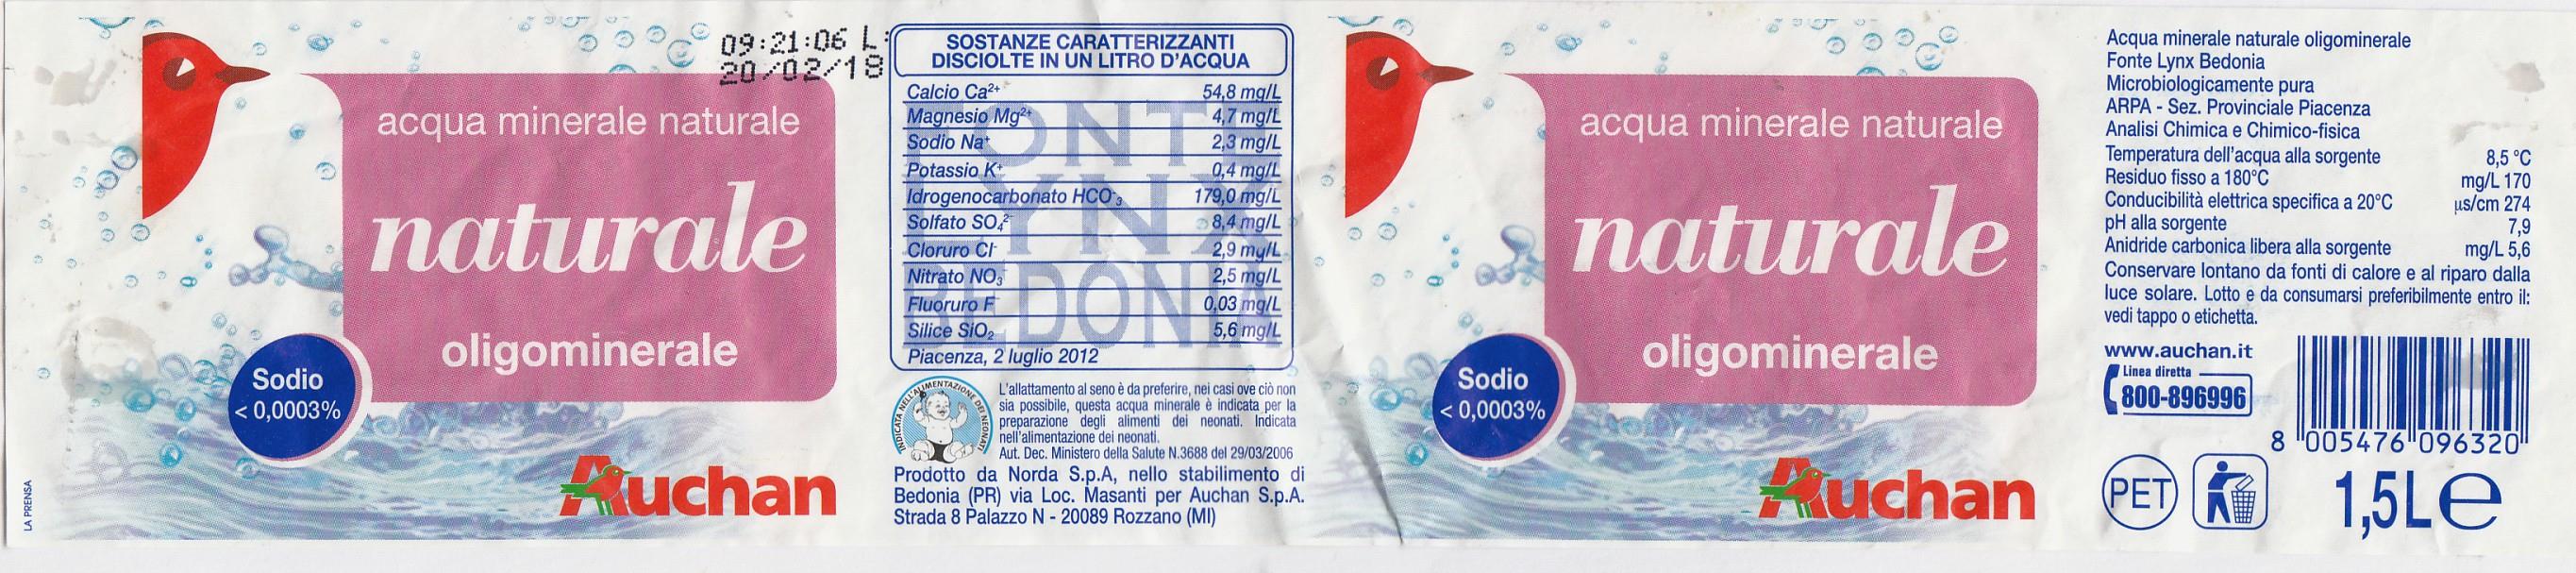 09:21:06 L:
20/02/18
acqua minerale naturale
naturale
oligominerale
Sodio
< 0,0003%
Auchan
LA PRENSA
SOSTANZE CARATTERIZZANTI
DISCIOLTE IN UN LITRO D'ACQUA
Calcio Ca²⁺ 54,8 mg/L
Magnesio Mg²⁺ 4,7 mg/L
Sodio Na⁺ 2,3 mg/L
Potassio K⁺ 0,4 mg/L
Idrogenocarbonato HCO⁻₃ 179,0 mg/L
Solfato SO₄²⁻ 8,4 mg/L
Cloruro Cl⁻ 2,9 mg/L
Nitrato NO₃⁻ 2,5 mg/L
Fluoruro F⁻ 0,03 mg/L
Silice SiO₂ 5,6 mg/L
Piacenza, 2 luglio 2012
FONTE
LYNX
BEDONIA
INDICATA NELL'ALIMENTAZIONE DEI NEONATI
L'allattamento al seno è da preferire, nei casi ove ciò non
sia possibile, questa acqua minerale è indicata per la
preparazione degli alimenti dei neonati. Indicata
nell'alimentazione dei neonati.
Aut. Dec. Ministero della Salute N.3688 del 29/03/2006
Prodotto da Norda S.p.A, nello stabilimento di
Bedonia (PR) via Loc. Masanti per Auchan S.p.A.
Strada 8 Palazzo N - 20089 Rozzano (MI)
acqua minerale naturale
naturale
oligominerale
Sodio
< 0,0003%
Auchan
Acqua minerale naturale oligominerale
Fonte Lynx Bedonia
Microbiologicamente pura
ARPA - Sez. Provinciale Piacenza
Analisi Chimica e Chimico-fisica
Temperatura dell'acqua alla sorgente 8,5 °C
Residuo fisso a 180°C mg/L 170
Conducibilità elettrica specifica a 20°C µs/cm 274
pH alla sorgente 7,9
Anidride carbonica libera alla sorgente mg/L 5,6
Conservare lontano da fonti di calore e al riparo dalla
luce solare. Lotto e da consumarsi preferibilmente entro il:
vedi tappo o etichetta.
www.auchan.it
Linea diretta
800-896996
8 005476 096320
PET
1,5L e